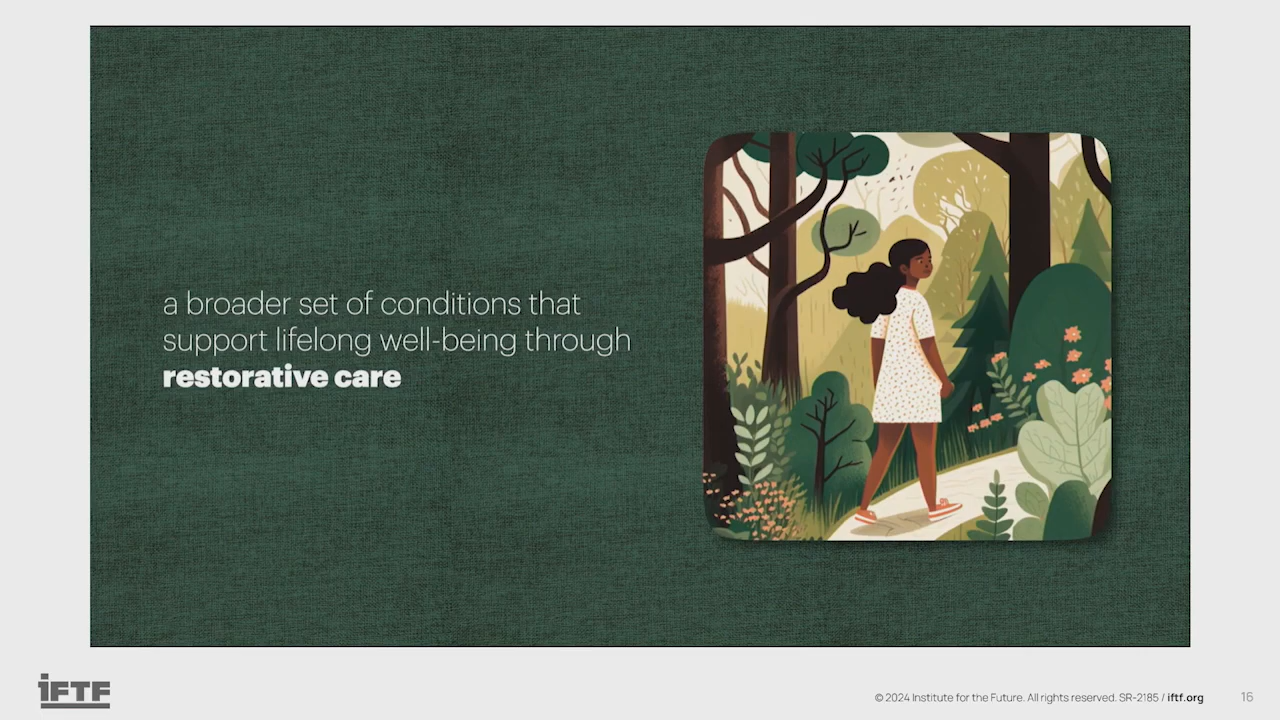 a broader set of conditions that
support lifelong well-being through
restorative care
iFTF
© 2024 Institute for the Future. All rights reserved. SR-2185 / iftf.org
16